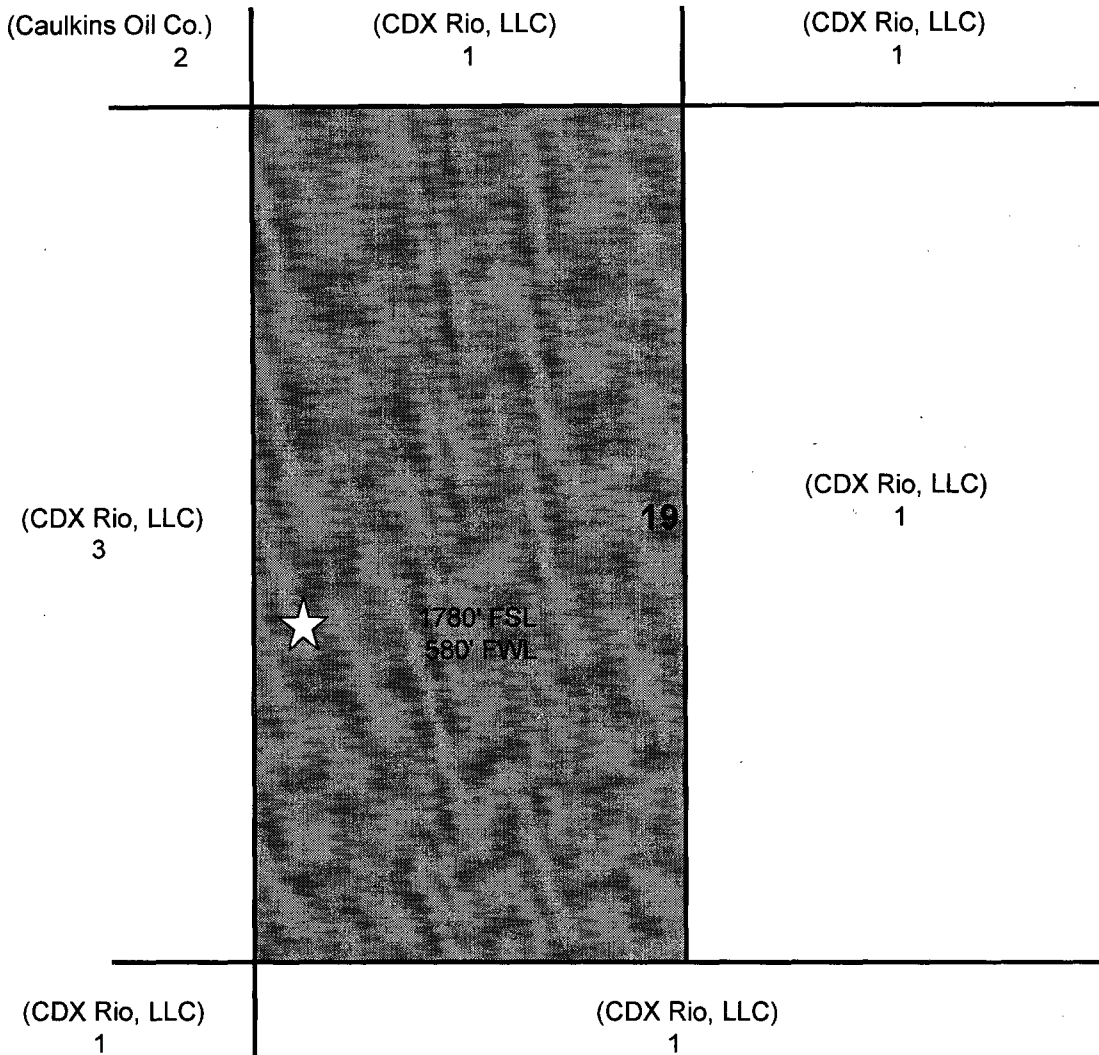 (Caulkins Oil Co.)
2
(CDX Rio, LLC)
1
(CDX Rio, LLC)
1
(CDX Rio, LLC)
3
19
(CDX Rio, LLC)
1
1780' FSL
580' FWL
(CDX Rio, LLC)
1
(CDX Rio, LLC)
1